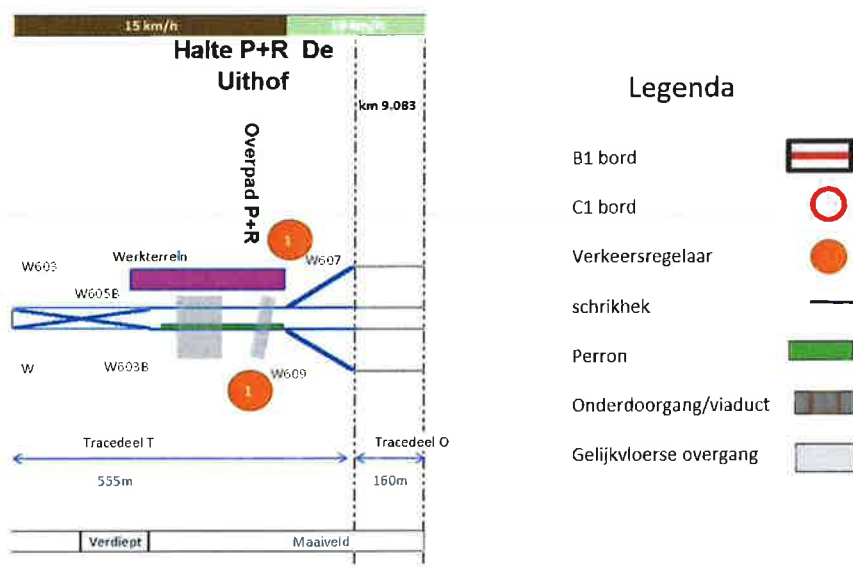 15 km/h
Halte P+R De
Uithof
km 9.083
Overpad P+R
1
Werkterrein
W607
W603
W605B
W
W603B
1
W609
Tracedeel T
Tracedeel O
555m
160m
Verdiept
Maaiveld
Legenda
B1 bord
C1 bord
Verkeersregelaar
schrikhek
Perron
Onderdoorgang/viaduct
Gelijkvloerse overgang